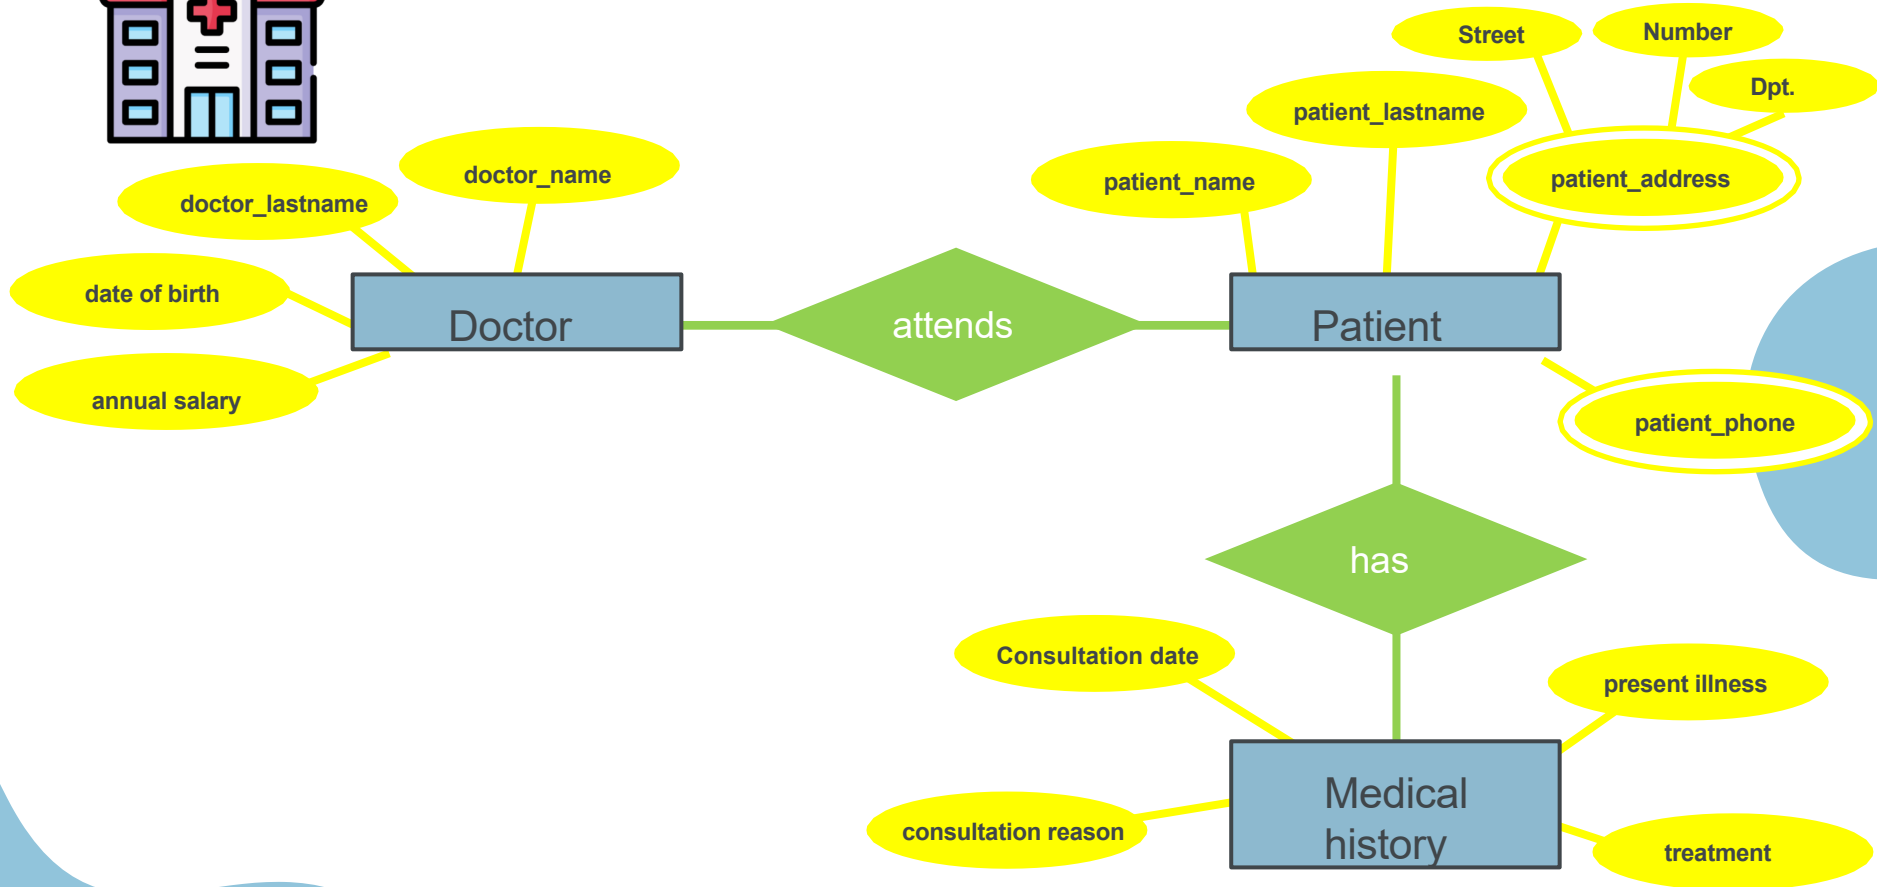 Street
Number
Dpt.
patient_lastname
doctor_name
patient_name
patient_address
doctor_lastname
date of birth
Doctor
attends
Patient
annual salary
patient_phone
has
Consultation date
present illness
Medical
history
consultation reason
treatment